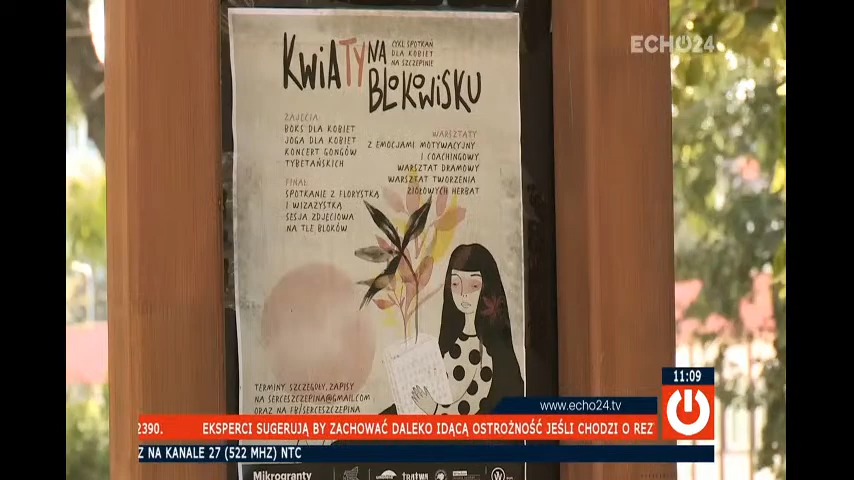 ECHO24
KWIATY NA BLOKOWISKU
CYKL SPOTKAŃ
DLA KOBIET
NA SZCZEPINIE
ZAJĘCIA:
BOKS DLA KOBIET
JOGA DLA KOBIET
KONCERT GONGÓW
TYBETAŃSKICH
WARSZTATY
Z EMOCJAMI MOTYWACYJNY
I COACHINGOWY
WARSZTAT DRAMOWY
WARSZTAT TWORZENIA
ZIOŁOWYCH HERBAT
FINAŁ:
SPOTKANIE Z FLORYSTKĄ
I WIZAŻYSTKĄ
SESJA ZDJĘCIOWA
NA TLE BLOKÓW
TERMINY SZCZEGÓŁY, ZAPISY
NA SERCESZCZEPINA@GMAIL.COM
ORAZ NA FB/SERCESZCZEPINA
11:09
www.echo24.tv
2390. EKSPERCI SUGERUJĄ BY ZACHOWAĆ DALEKO IDĄCĄ OSTROŻNOŚĆ JEŚLI CHODZI O REZ
Z NA KANALE 27 (522 MHZ) NTC
Mikrogranty
TRATWA